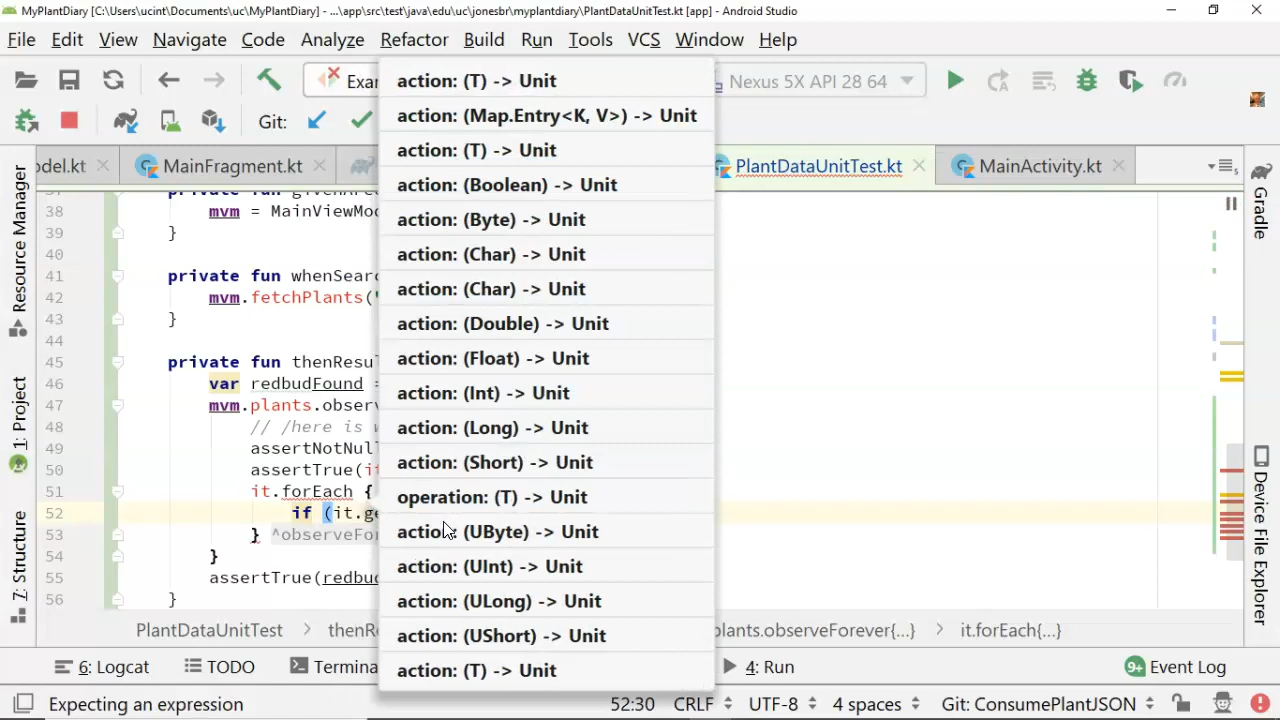 MyPlantDiary [C:\Users\ucint\Documents\uc\MyPlantDiary] - ...\app\src\test\java\edu\uc\jonesbr\myplantdiary\PlantDataUnitTest.kt [app] - Android Studio
File Edit View Navigate Code Analyze Refactor Build Run Tools VCS Window Help
Exa Nexus 5X API 28 64
Git:
odel.kt MainFragment.kt PlantDataUnitTest.kt MainActivity.kt
action: (T) -> Unit
action: (Map.Entry<K, V>) -> Unit
action: (T) -> Unit
action: (Boolean) -> Unit
action: (Byte) -> Unit
action: (Char) -> Unit
action: (Char) -> Unit
action: (Double) -> Unit
action: (Float) -> Unit
action: (Int) -> Unit
action: (Long) -> Unit
action: (Short) -> Unit
operation: (T) -> Unit
action: (UByte) -> Unit
action: (UInt) -> Unit
action: (ULong) -> Unit
action: (UShort) -> Unit
action: (T) -> Unit
38 mvm = MainViewMo
39 }
40
41 private fun whenSear
42 mvm.fetchPlants(
43 }
44
45 private fun thenResu
46 var redbudFound =
47 mvm.plants.obser
48 // /here is w
49 assertNotNul
50 assertTrue(i
51 it.forEach {
52 if (it.ge
53 } ^observeFor
54 }
55 assertTrue(redbu
56 }
PlantDataUnitTest > thenRe plants.observeForever{...} > it.forEach{...}
6: Logcat TODO Termina 4: Run 9+ Event Log
Expecting an expression 52:30 CRLF UTF-8 4 spaces Git: ConsumePlantJSON
Resource Manager
1: Project
7: Structure
Gradle
Device File Explorer